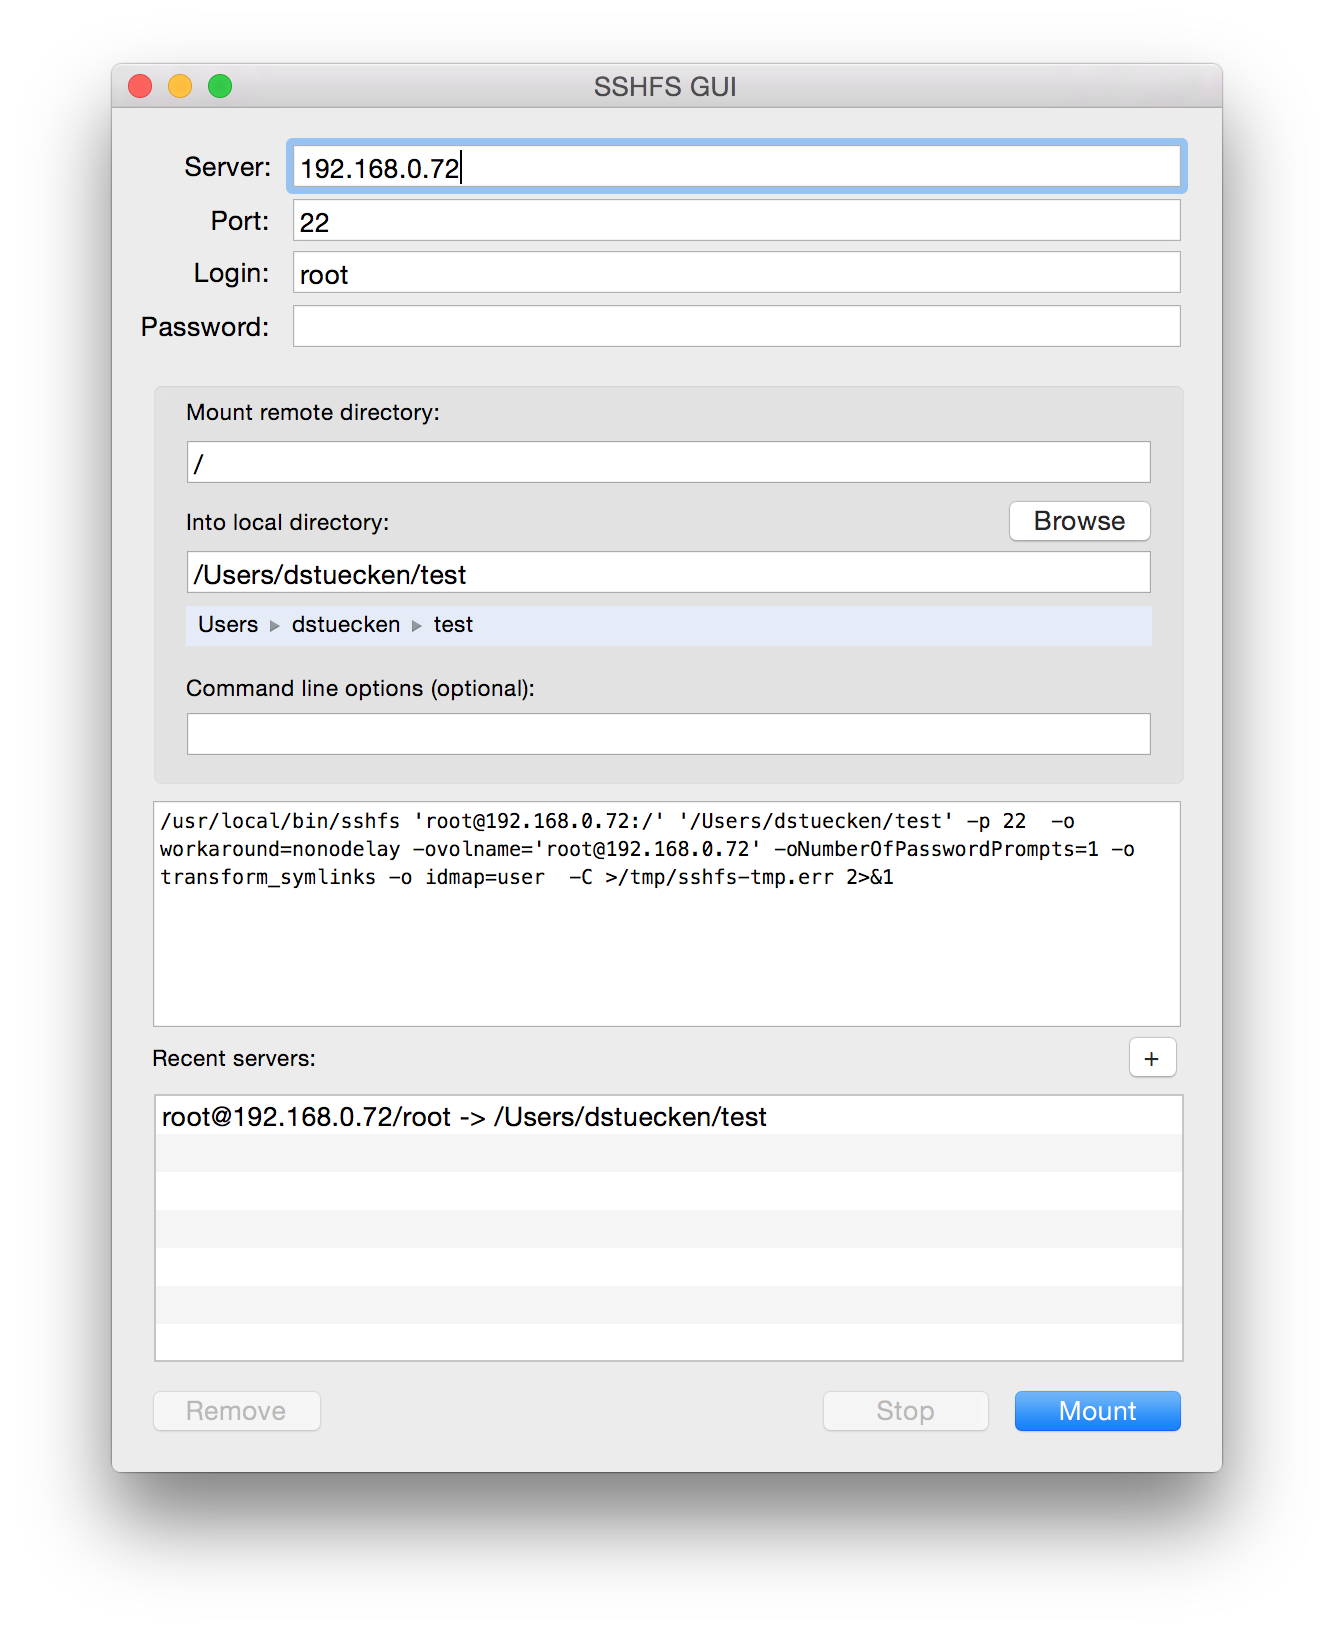 SSHFS GUI
Server: 192.168.0.72
Port: 22
Login: root
Password:
Mount remote directory:
/
Into local directory: Browse
/Users/dstuecken/test
Users ▸ dstuecken ▸ test
Command line options (optional):
/usr/local/bin/sshfs 'root@192.168.0.72:/' '/Users/dstuecken/test' -p 22  -o
workaround=nonodelay -ovolname='root@192.168.0.72' -oNumberOfPasswordPrompts=1 -o
transform_symlinks -o idmap=user  -C >/tmp/sshfs-tmp.err 2>&1
Recent servers: +
root@192.168.0.72/root -> /Users/dstuecken/test
Remove Stop Mount